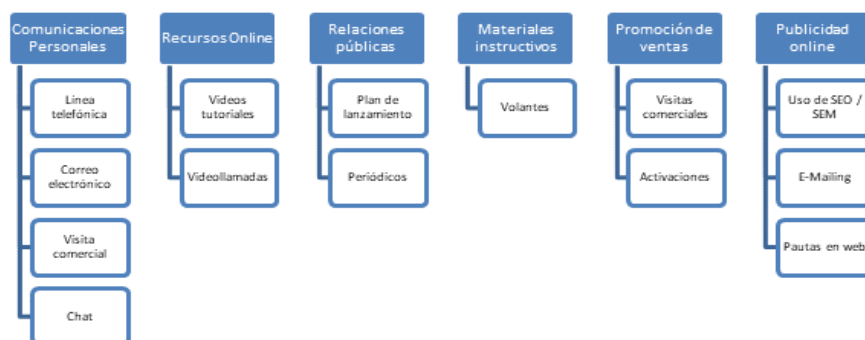 Comunicaciones
Personales
Línea
telefónica
Correo
electrónico
Visita
comercial
Chat
Recursos Online
Videos
tutoriales
Videollamadas
Relaciones
públicas
Plan de
lanzamiento
Periódicos
Materiales
instructivos
Volantes
Promoción de
ventas
Visitas
comerciales
Activaciones
Publicidad
online
Uso de SEO /
SEM
E-Mailing
Pautas en web